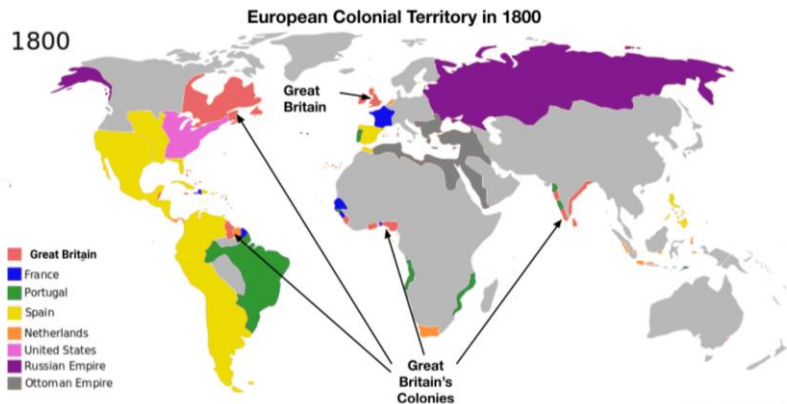 European Colonial Territory in 1800
1800
Great
Britain
Great Britain
France
Portugal
Spain
Netherlands
United States
Russian Empire
Ottoman Empire
Great
Britain's
Colonies